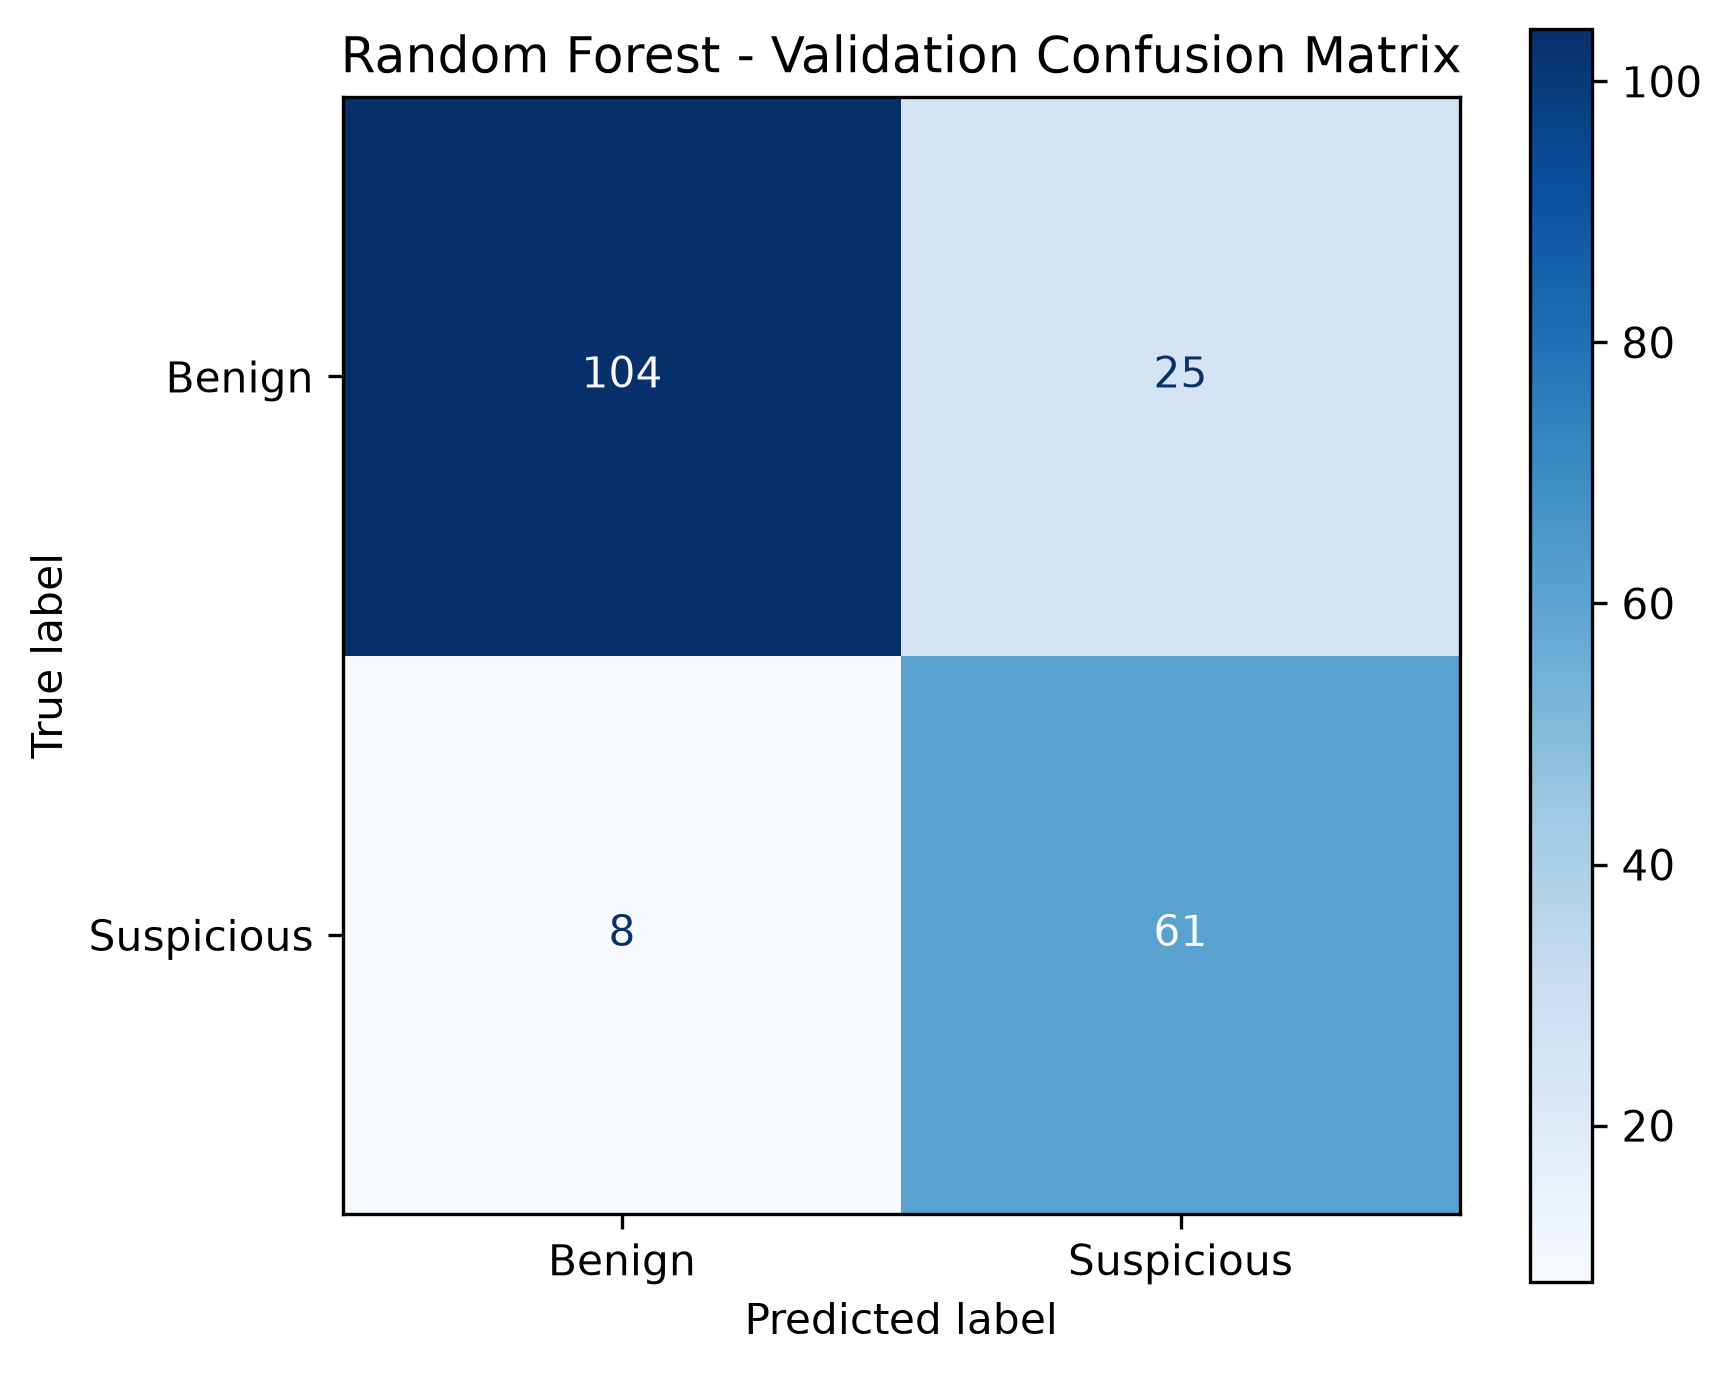 Random Forest - Validation Confusion Matrix
100
80
60
40
20
True label
Benign
104
25
Suspicious
8
61
Benign
Suspicious
Predicted label